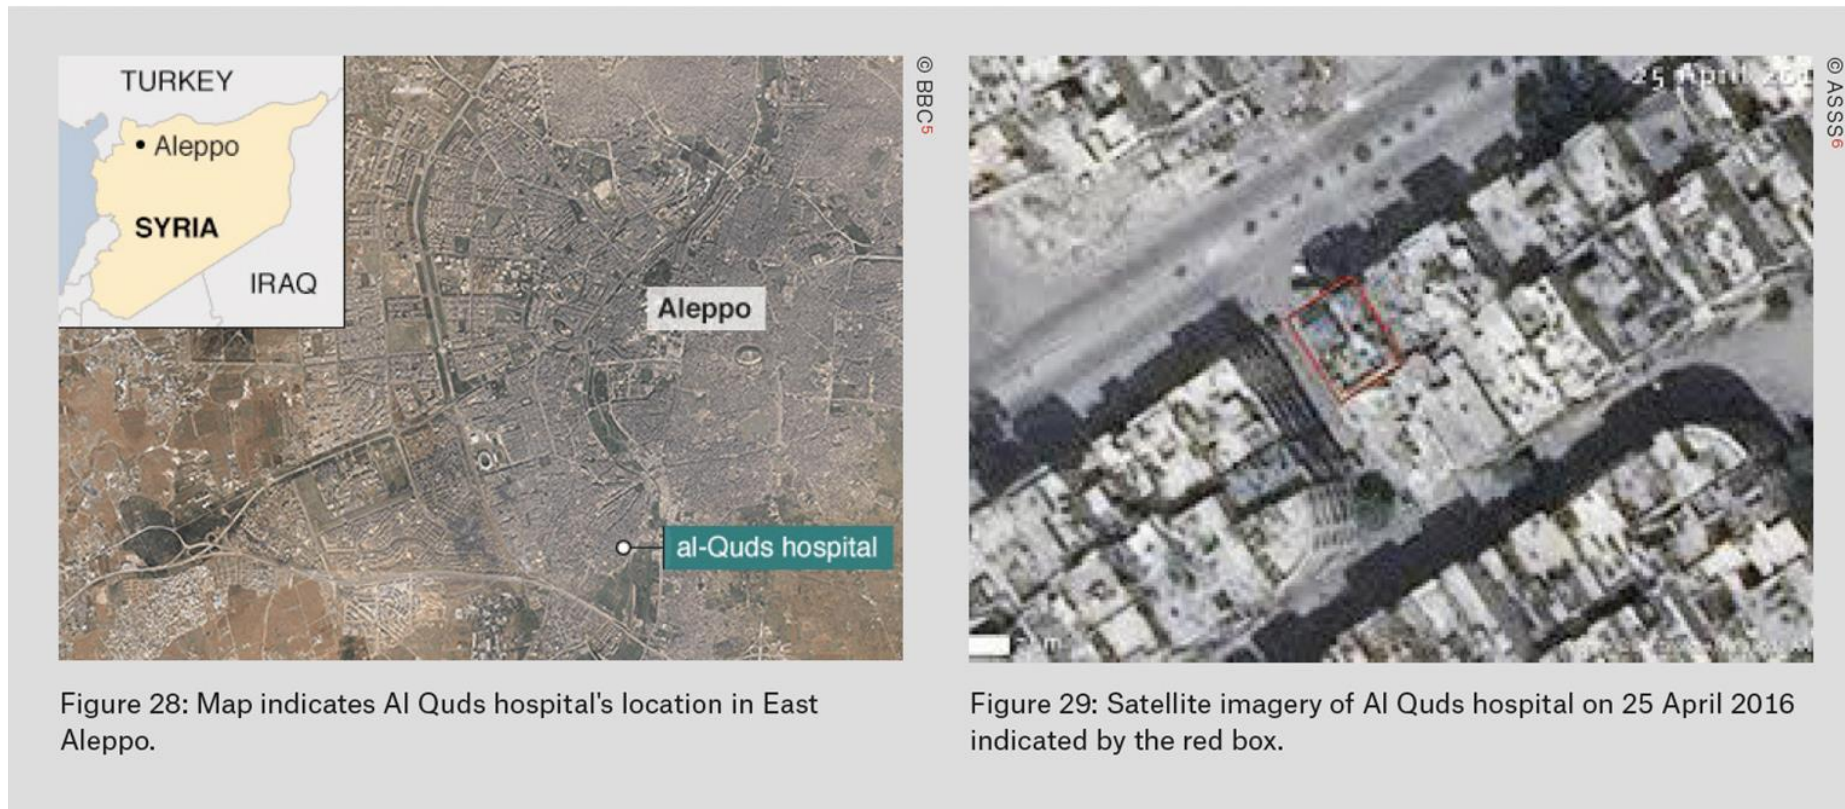 TURKEY
Aleppo
SYRIA
IRAQ
Aleppo
al-Quds hospital
© BBC5
25 April
© ASSS6
m
Figure 28: Map indicates Al Quds hospital's location in East
Aleppo.
Figure 29: Satellite imagery of Al Quds hospital on 25 April 2016
indicated by the red box.